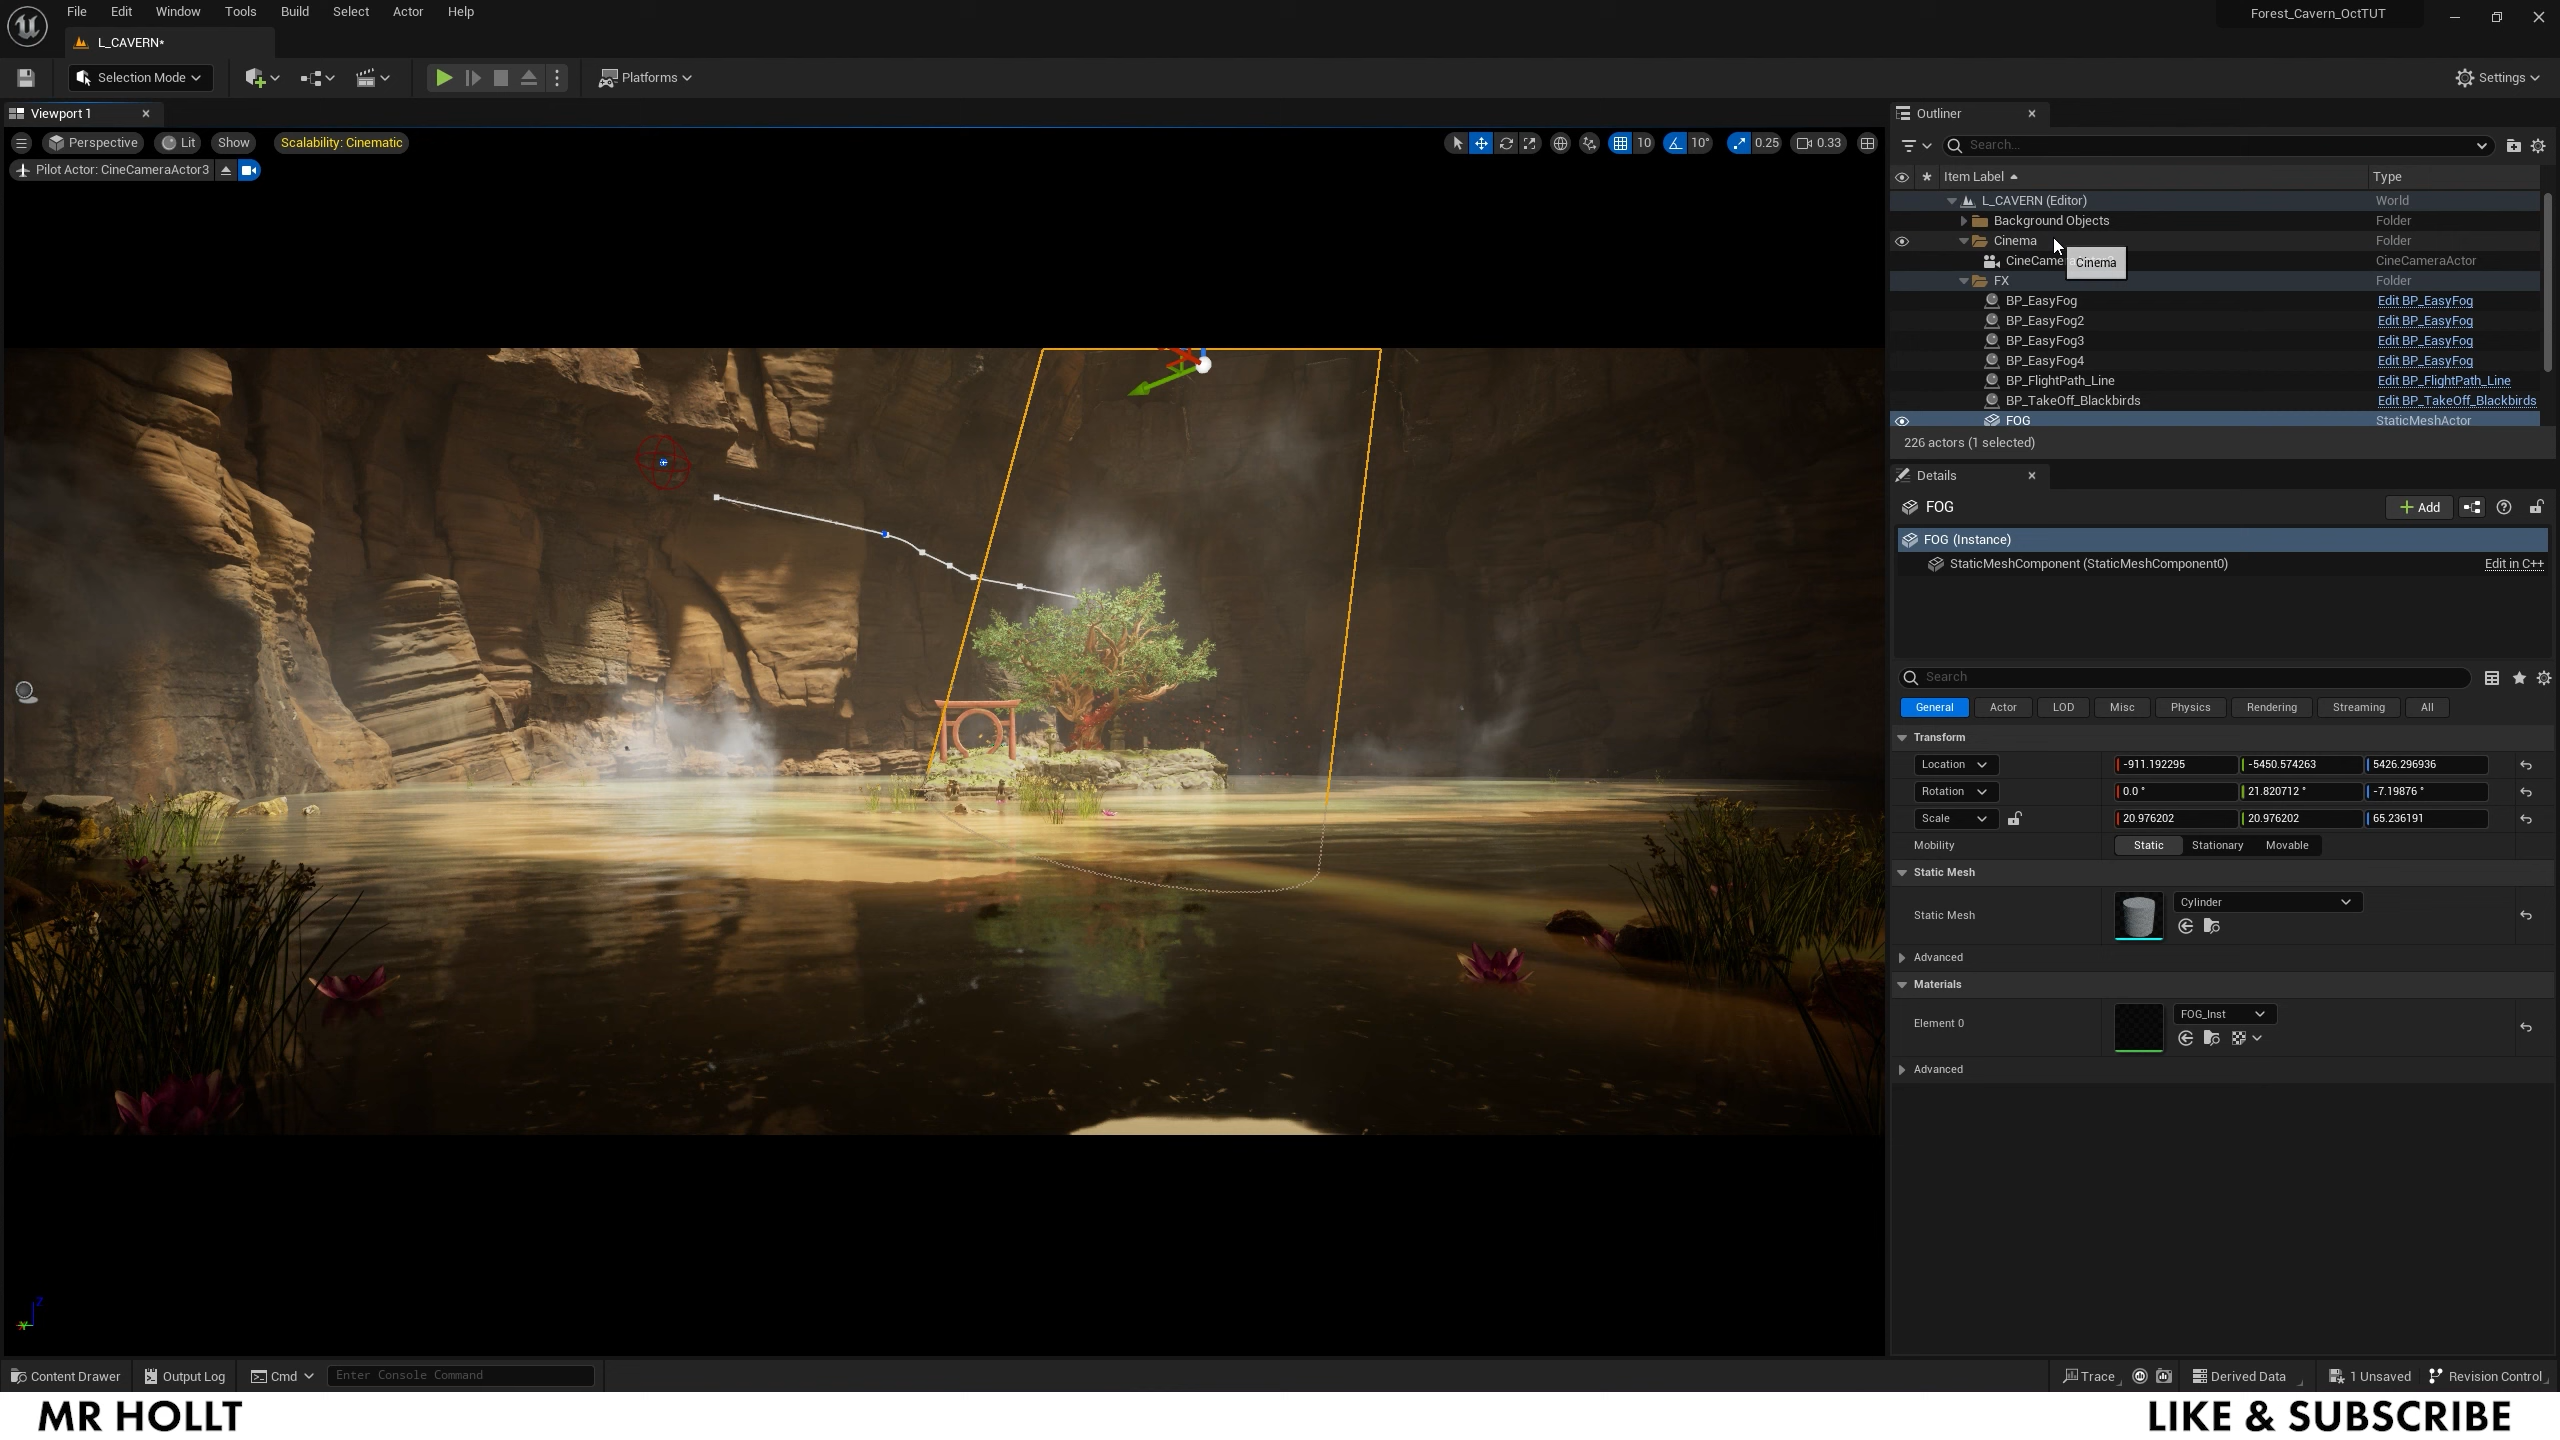 File Edit Window Tools Build Select Actor Help
Forest_Cavern_OctTUT
L_CAVERN*
Selection Mode
Platforms
Settings
Viewport 1
Perspective Lit Show Scalability: Cinematic
10 10° 0.25 0.33
Pilot Actor: CineCameraActor3
Outliner
Search...
Item Label Type
L_CAVERN (Editor) World
Background Objects Folder
Cinema Folder
CineCameraActor
Cinema
FX Folder
BP_EasyFog Edit BP_EasyFog
BP_EasyFog2 Edit BP_EasyFog
BP_EasyFog3 Edit BP_EasyFog
BP_EasyFog4 Edit BP_EasyFog
BP_FlightPath_Line Edit BP_FlightPath_Line
BP_TakeOff_Blackbirds Edit BP_TakeOff_Blackbirds
FOG StaticMeshActor
226 actors (1 selected)
Details
FOG
Add
FOG (Instance)
StaticMeshComponent (StaticMeshComponent0) Edit in C++
Search
General Actor LOD Misc Physics Rendering Streaming All
Transform
Location -911.192295 -5450.574263 5426.296936
Rotation 0.0 ° 21.820712 ° -7.19876 °
Scale 20.976202 20.976202 65.236191
Mobility Static Stationary Movable
Static Mesh
Static Mesh Cylinder
Advanced
Materials
Element 0 FOG_Inst
Advanced
Z
Y
Content Drawer Output Log Cmd Enter Console Command
Trace Derived Data 1 Unsaved Revision Control
MR HOLLT
LIKE & SUBSCRIBE